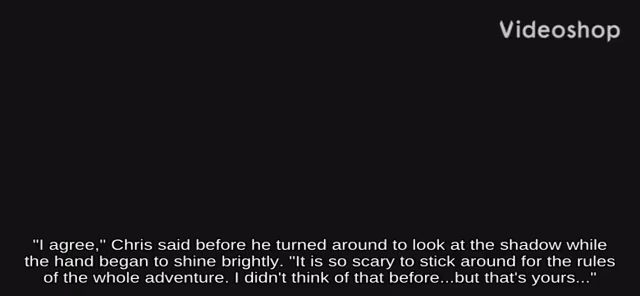 Videoshop
"I agree," Chris said before he turned around to look at the shadow while
the hand began to shine brightly. "It is so scary to stick around for the rules
of the whole adventure. I didn't think of that before...but that's yours..."